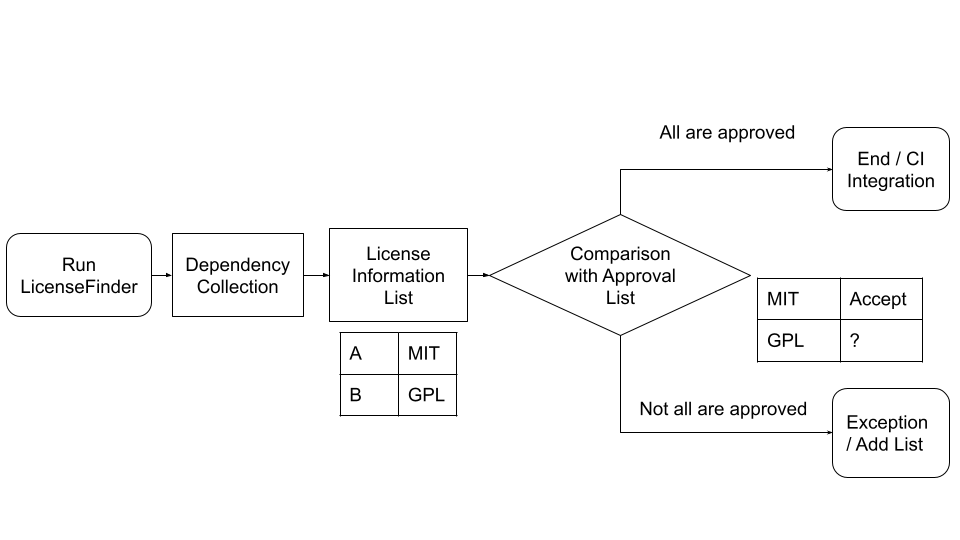 All are approved
End / CI
Integration
Run
LicenseFinder
Dependency
Collection
License
Information
List
Comparison
with Approval
List
MIT Accept
GPL ?
A MIT
B GPL
Not all are approved
Exception
/ Add List